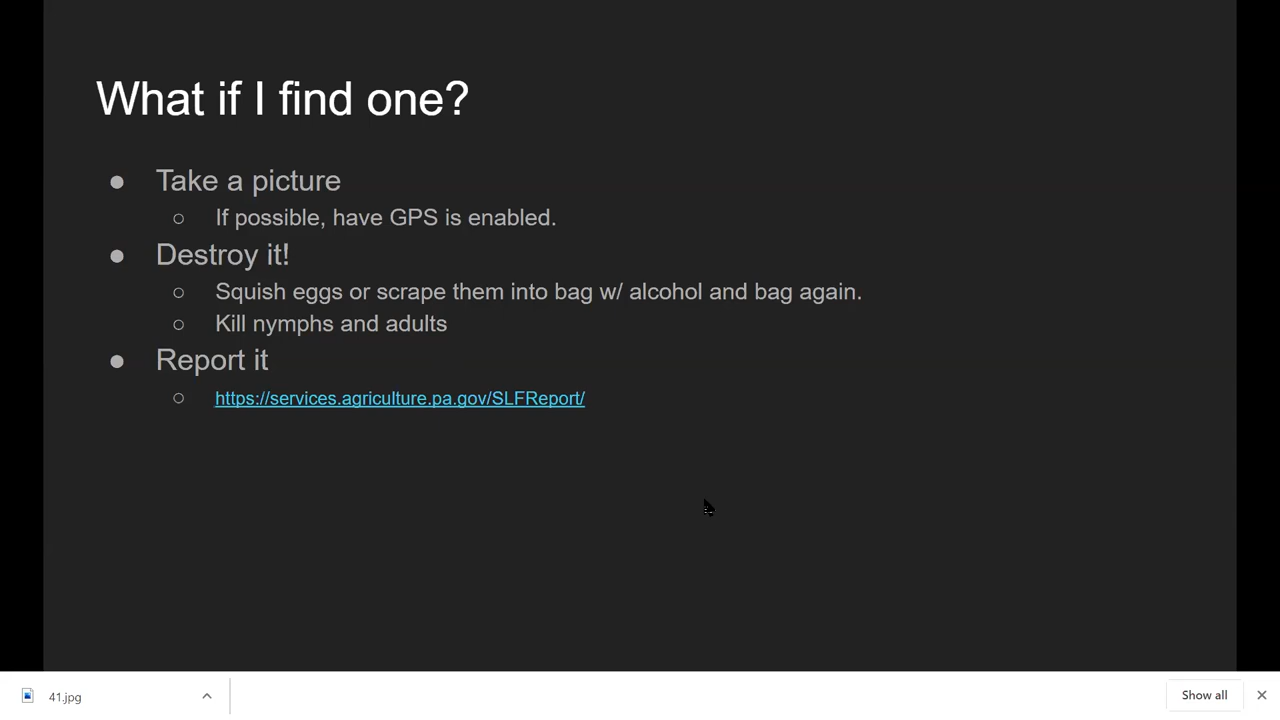 What if I find one?
● Take a picture
○ If possible, have GPS is enabled.
● Destroy it!
○ Squish eggs or scrape them into bag w/ alcohol and bag again.
○ Kill nymphs and adults
● Report it
○ https://services.agriculture.pa.gov/SLFReport/
41.jpg
Show all